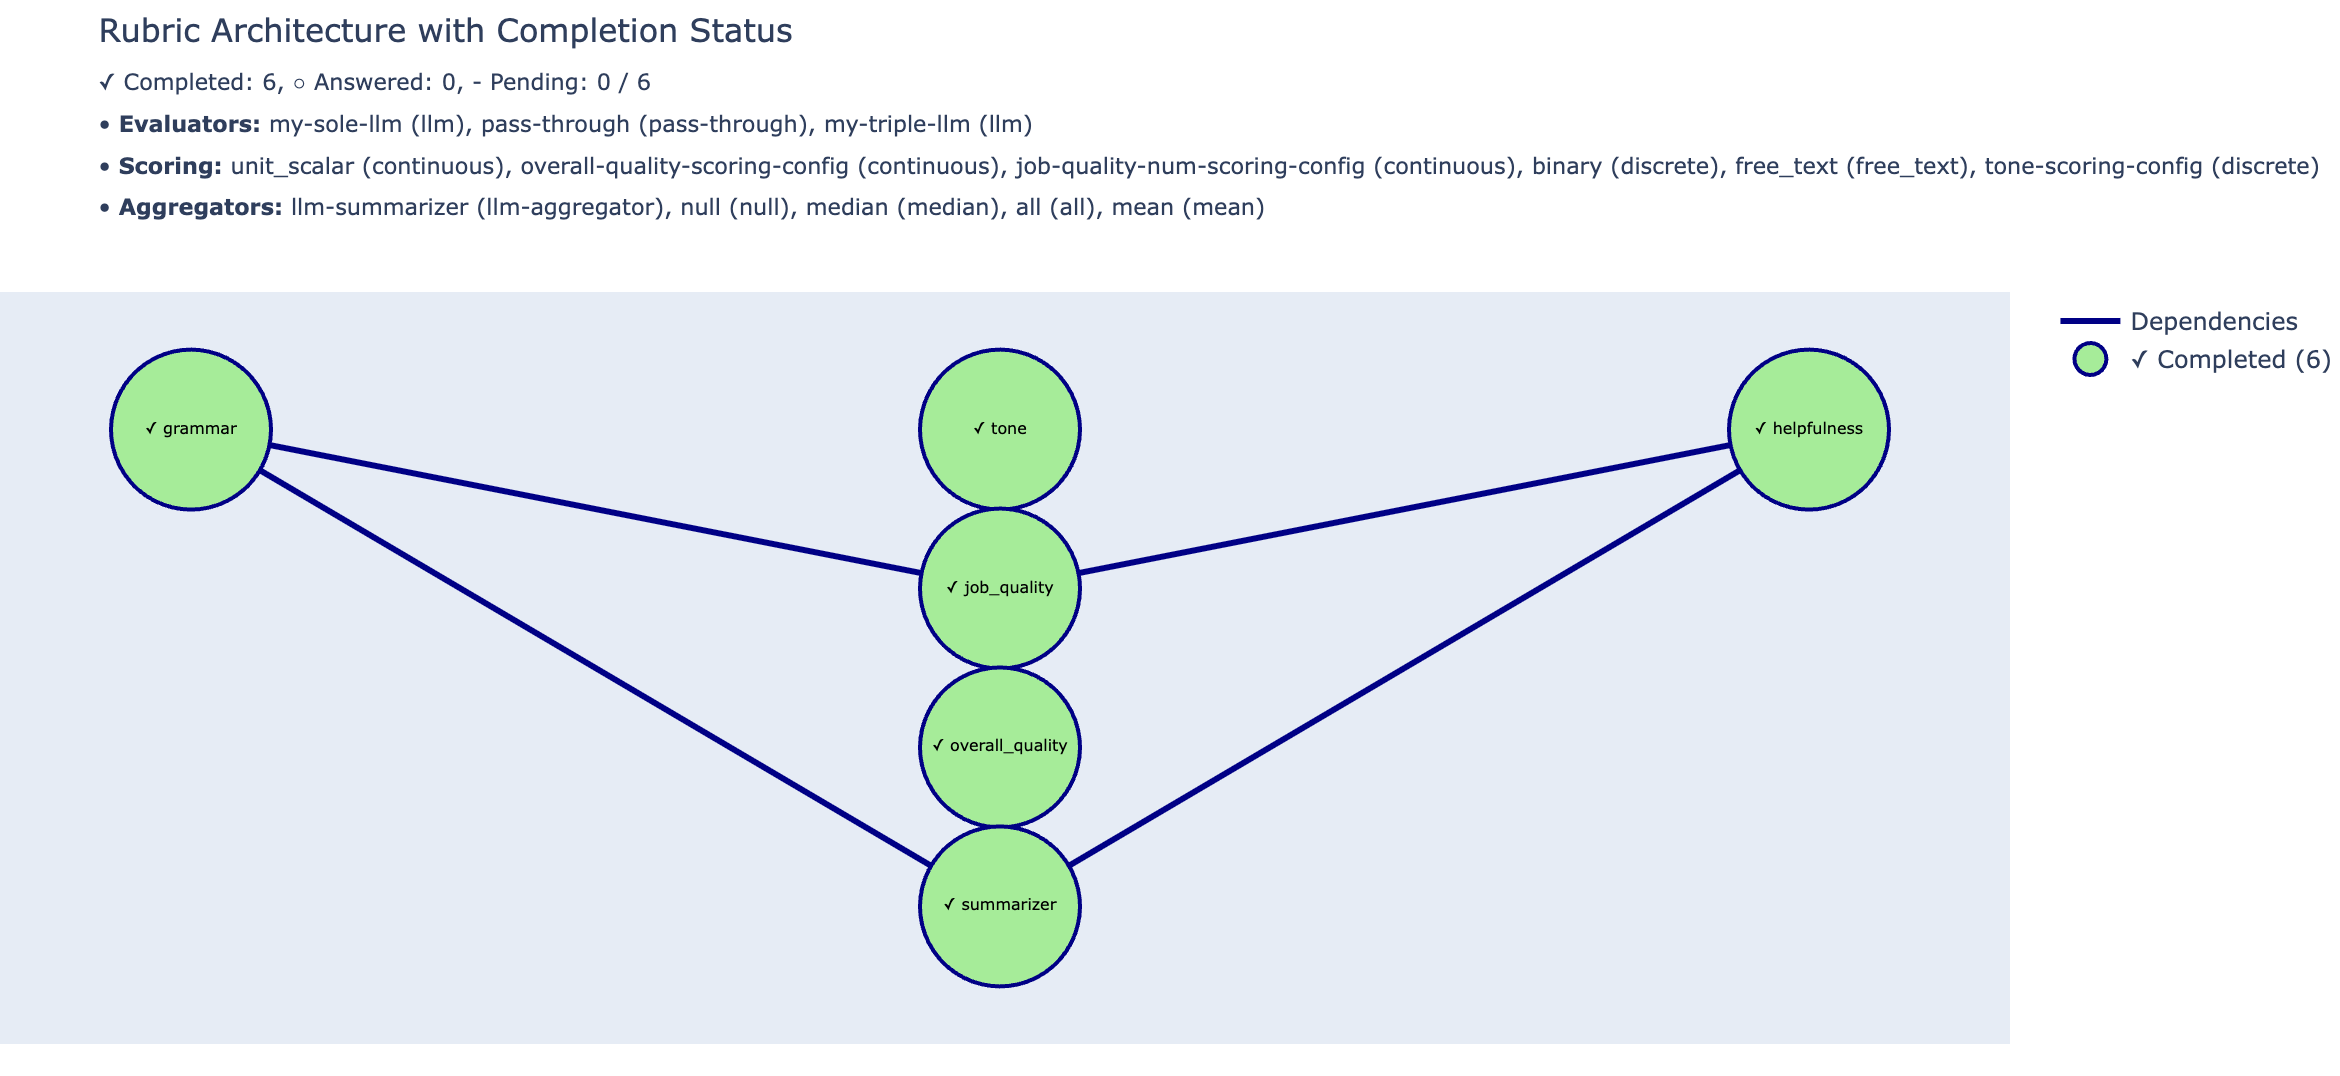 Rubric Architecture with Completion Status
✓ Completed: 6, ○ Answered: 0, - Pending: 0 / 6
• Evaluators: my-sole-llm (llm), pass-through (pass-through), my-triple-llm (llm)
• Scoring: unit_scalar (continuous), overall-quality-scoring-config (continuous), job-quality-num-scoring-config (continuous), binary (discrete), free_text (free_text), tone-scoring-config (discrete)
• Aggregators: llm-summarizer (llm-aggregator), null (null), median (median), all (all), mean (mean)
Dependencies
✓ Completed (6)
✓ grammar
✓ tone
✓ helpfulness
✓ job_quality
✓ overall_quality
✓ summarizer